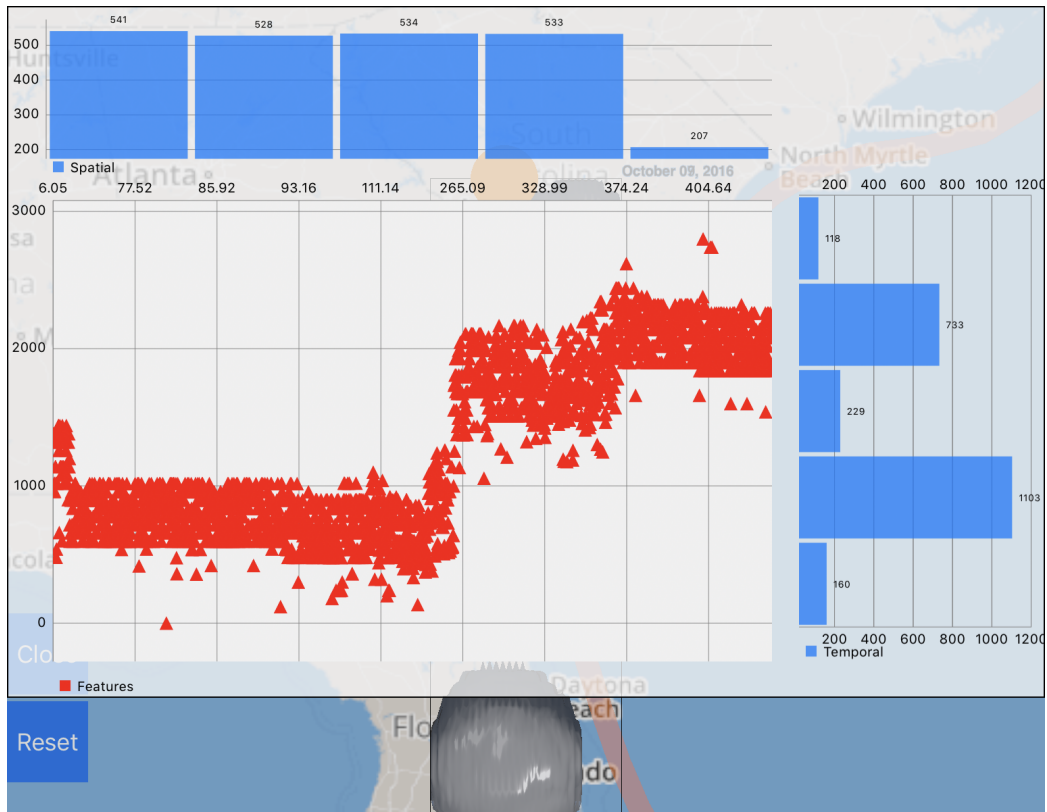 541 528 534 533
500
Huntsville
400
300
South
Wilmington
200
207
Spatial
Atlanta
October 09, 2016
North Myrtle
Beach
6.05 77.52 85.92 93.16 111.14 265.09 328.99 374.24 404.64
200 400 600 800 1000 1200
3000
118
2000
733
229
1000
1103
160
0
200 400 600 800 1000 1200
Temporal
Features
Daytona
Reset